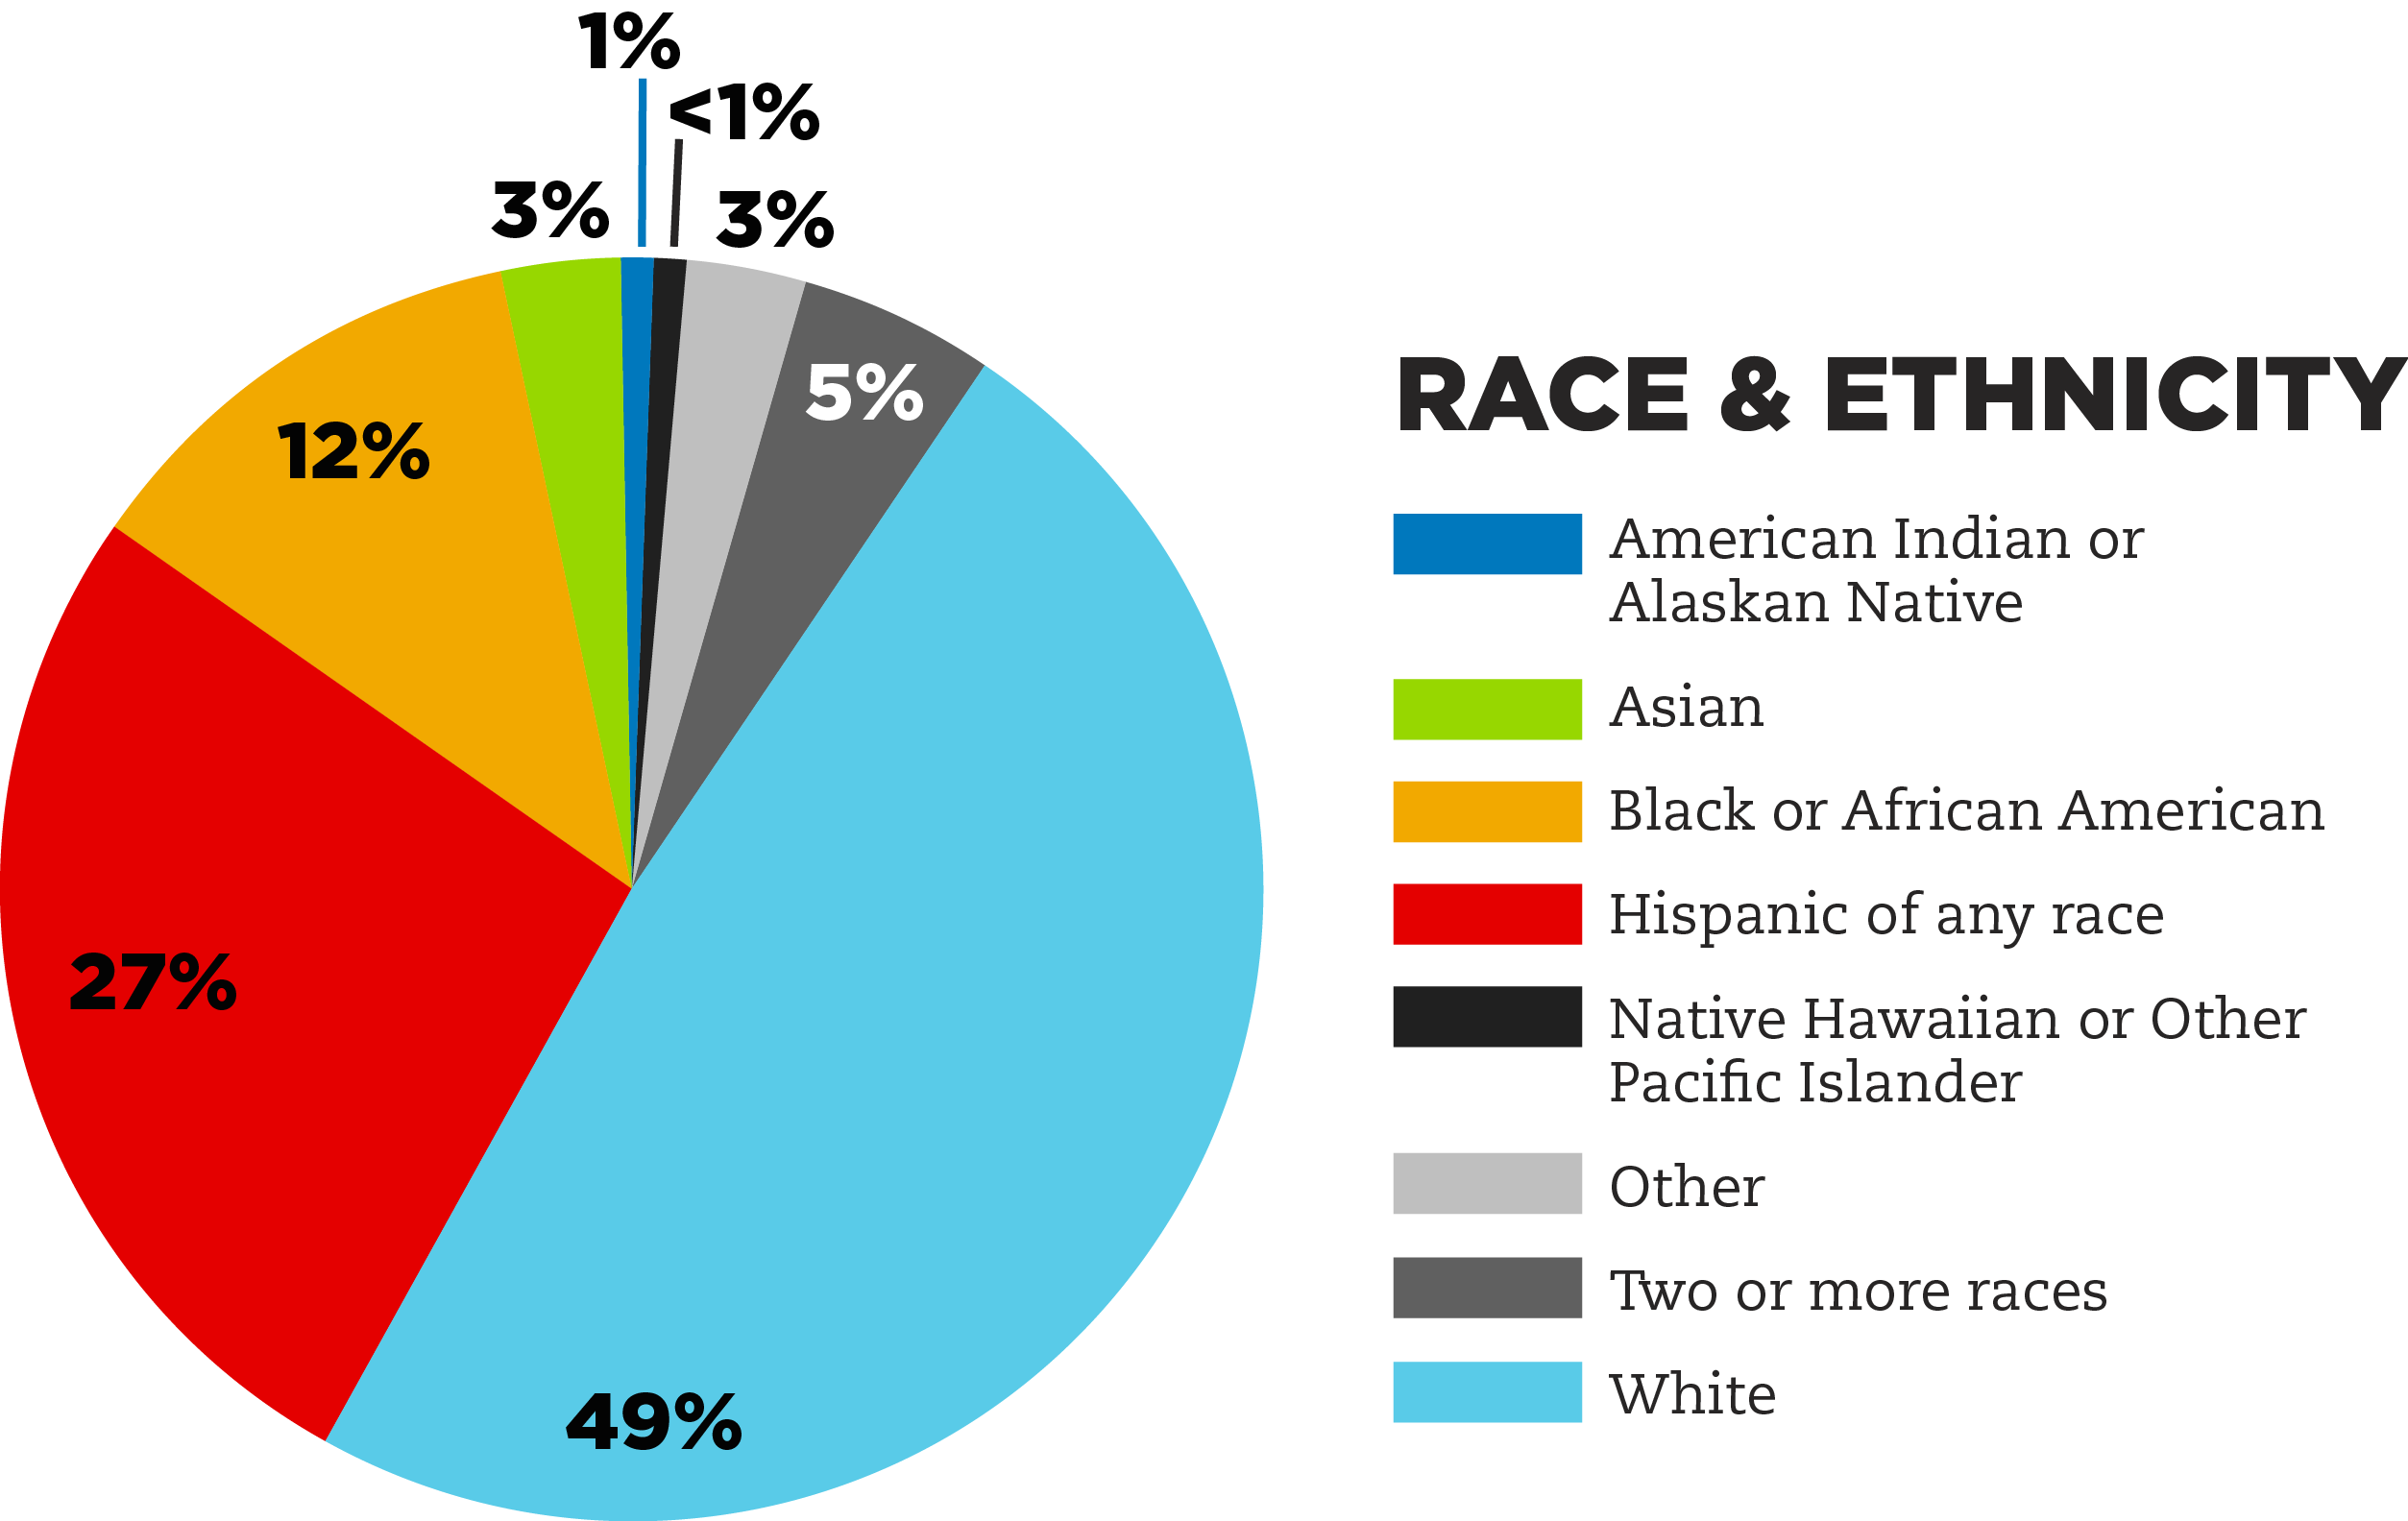 1%
<1%
3%
3%
5%
12%
27%
49%
RACE & ETHNICITY
American Indian or
Alaskan Native
Asian
Black or African American
Hispanic of any race
Native Hawaiian or Other
Pacific Islander
Other
Two or more races
White